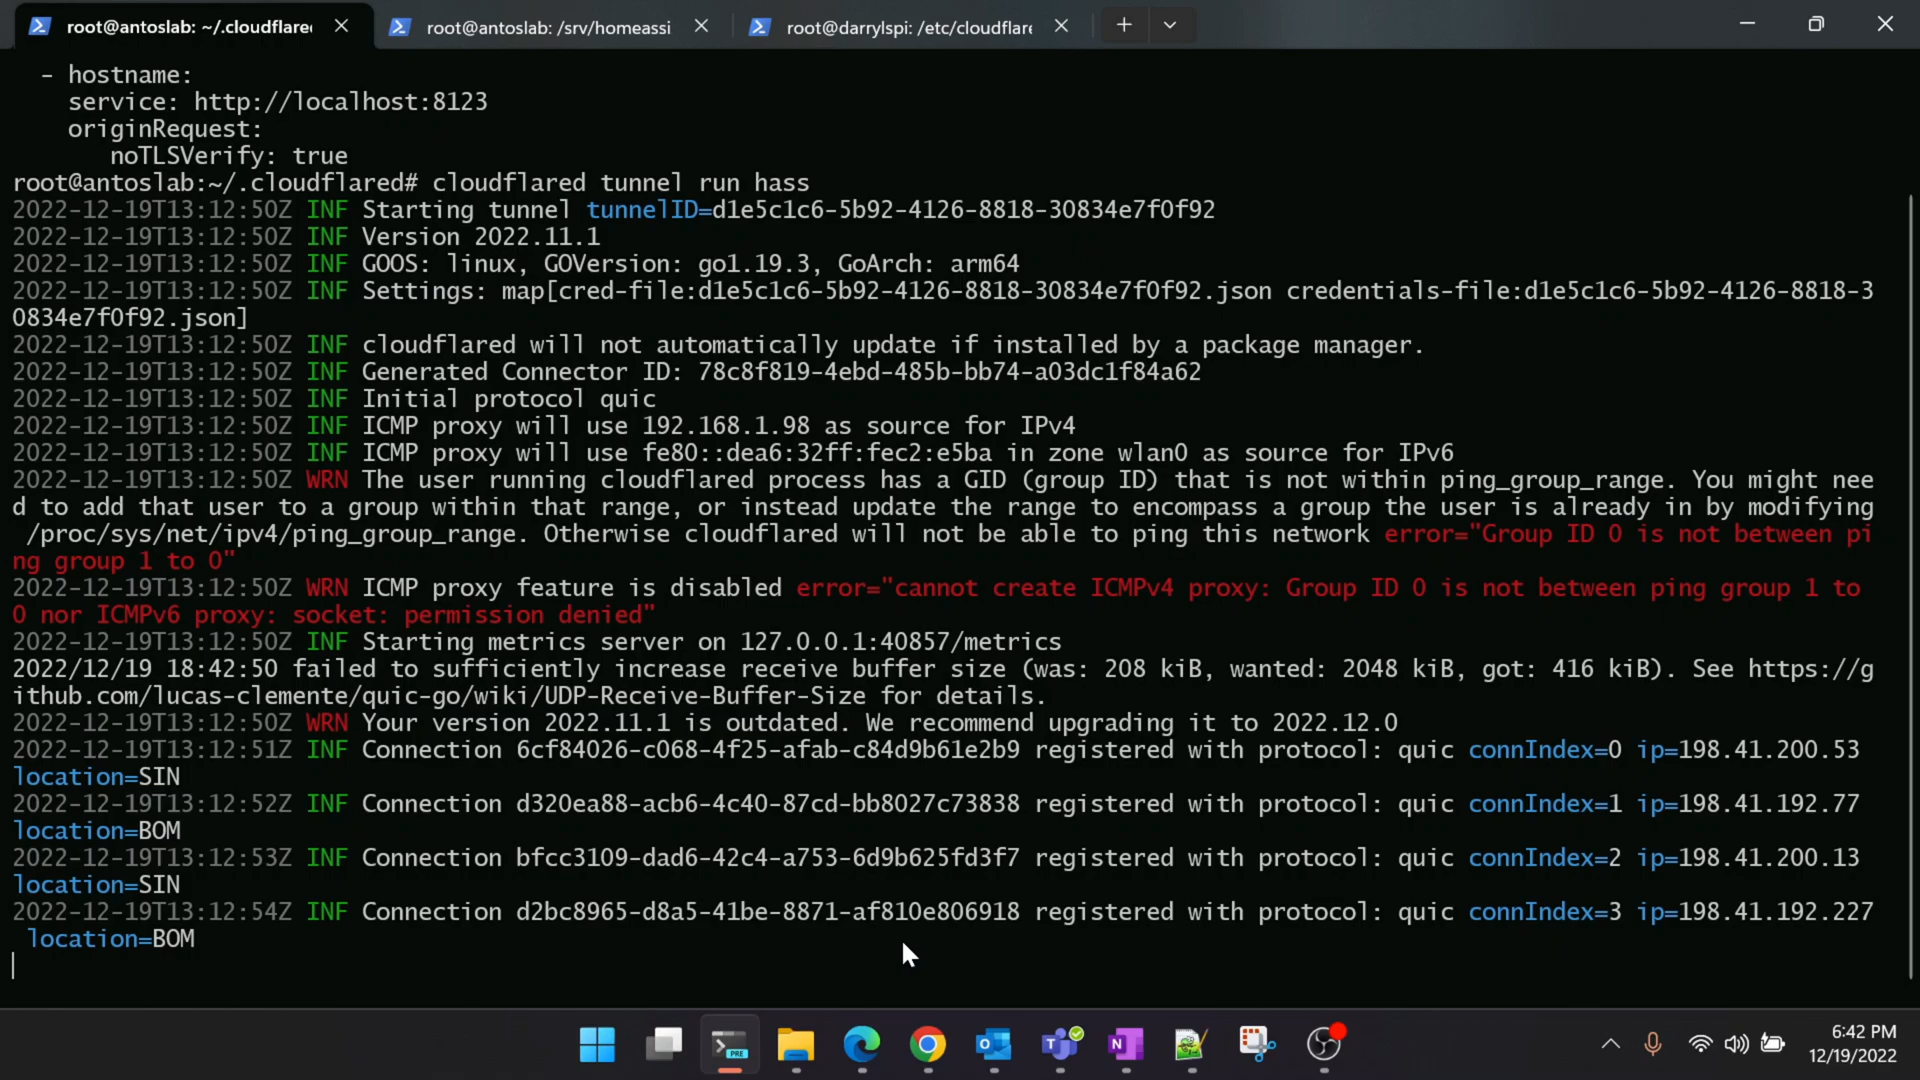 root@antoslab: ~/.cloudflare
root@antoslab: /srv/homeassi
root@darrylspi: /etc/cloudflar
- hostname:
service: http://localhost:8123
originRequest:
noTLSVerify: true
root@antoslab:~/.cloudflared# cloudflared tunnel run hass
2022-12-19T13:12:50Z INF Starting tunnel tunnelID=d1e5c1c6-5b92-4126-8818-30834e7f0f92
2022-12-19T13:12:50Z INF Version 2022.11.1
2022-12-19T13:12:50Z INF GOOS: linux, GOVersion: go1.19.3, GoArch: arm64
2022-12-19T13:12:50Z INF Settings: map[cred-file:d1e5c1c6-5b92-4126-8818-30834e7f0f92.json credentials-file:d1e5c1c6-5b92-4126-8818-3
0834e7f0f92.json]
2022-12-19T13:12:50Z INF cloudflared will not automatically update if installed by a package manager.
2022-12-19T13:12:50Z INF Generated Connector ID: 78c8f819-4ebd-485b-bb74-a03dc1f84a62
2022-12-19T13:12:50Z INF Initial protocol quic
2022-12-19T13:12:50Z INF ICMP proxy will use 192.168.1.98 as source for IPv4
2022-12-19T13:12:50Z INF ICMP proxy will use fe80::dea6:32ff:fec2:e5ba in zone wlan0 as source for IPv6
2022-12-19T13:12:50Z WRN The user running cloudflared process has a GID (group ID) that is not within ping_group_range. You might nee
d to add that user to a group within that range, or instead update the range to encompass a group the user is already in by modifying
/proc/sys/net/ipv4/ping_group_range. Otherwise cloudflared will not be able to ping this network error="Group ID 0 is not between pi
ng group 1 to 0"
2022-12-19T13:12:50Z WRN ICMP proxy feature is disabled error="cannot create ICMPv4 proxy: Group ID 0 is not between ping group 1 to
0 nor ICMPv6 proxy: socket: permission denied"
2022-12-19T13:12:50Z INF Starting metrics server on 127.0.0.1:40857/metrics
2022/12/19 18:42:50 failed to sufficiently increase receive buffer size (was: 208 kiB, wanted: 2048 kiB, got: 416 kiB). See https://g
ithub.com/lucas-clemente/quic-go/wiki/UDP-Receive-Buffer-Size for details.
2022-12-19T13:12:50Z WRN Your version 2022.11.1 is outdated. We recommend upgrading it to 2022.12.0
2022-12-19T13:12:51Z INF Connection 6cf84026-c068-4f25-afab-c84d9b61e2b9 registered with protocol: quic connIndex=0 ip=198.41.200.53
location=SIN
2022-12-19T13:12:52Z INF Connection d320ea88-acb6-4c40-87cd-bb8027c73838 registered with protocol: quic connIndex=1 ip=198.41.192.77
location=BOM
2022-12-19T13:12:53Z INF Connection bfcc3109-dad6-42c4-a753-6d9b625fd3f7 registered with protocol: quic connIndex=2 ip=198.41.200.13
location=SIN
2022-12-19T13:12:54Z INF Connection d2bc8965-d8a5-41be-8871-af810e806918 registered with protocol: quic connIndex=3 ip=198.41.192.227
location=BOM
PRE
6:42 PM
12/19/2022